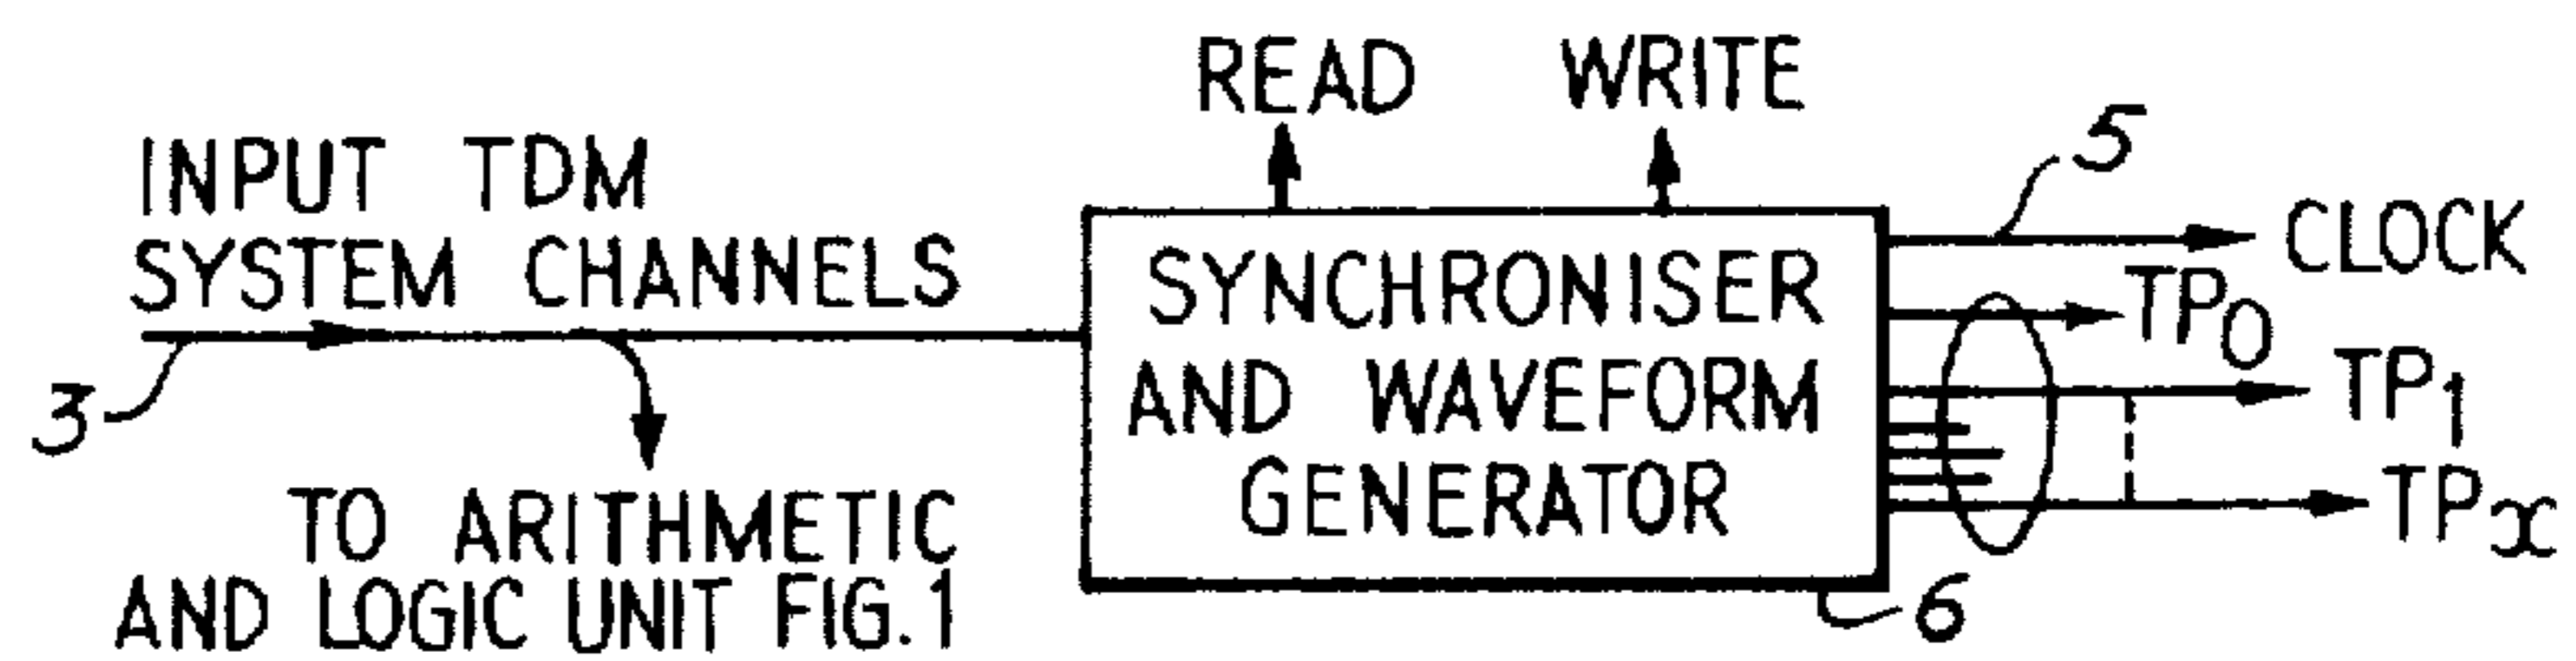 READ WRITE
INPUT TDM
SYSTEM CHANNELS
3
TO ARITHMETIC
AND LOGIC UNIT FIG.1
SYNCHRONISER
AND WAVEFORM
GENERATOR
5
CLOCK
TP0
TP1
TPx
6